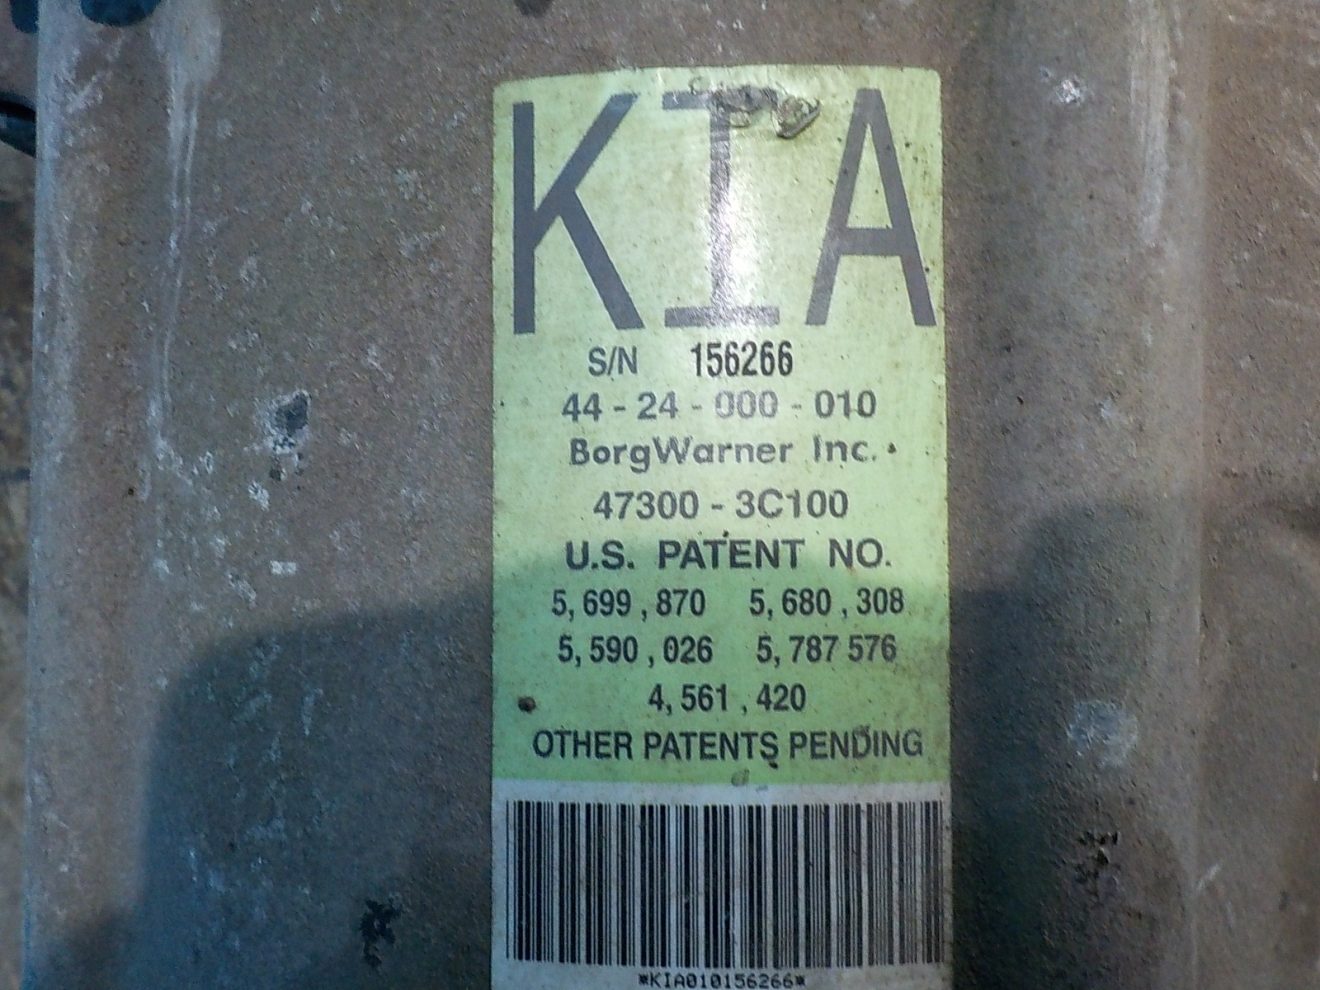 KIA
S/N 156266
44 - 24 - 000 - 010
BorgWarner Inc.
47300 - 3C100
U.S. PATENT NO.
5,699,870 5,680,308
5,590,026 5,787 576
4,561,420
OTHER PATENTS PENDING
*KIA010156266*